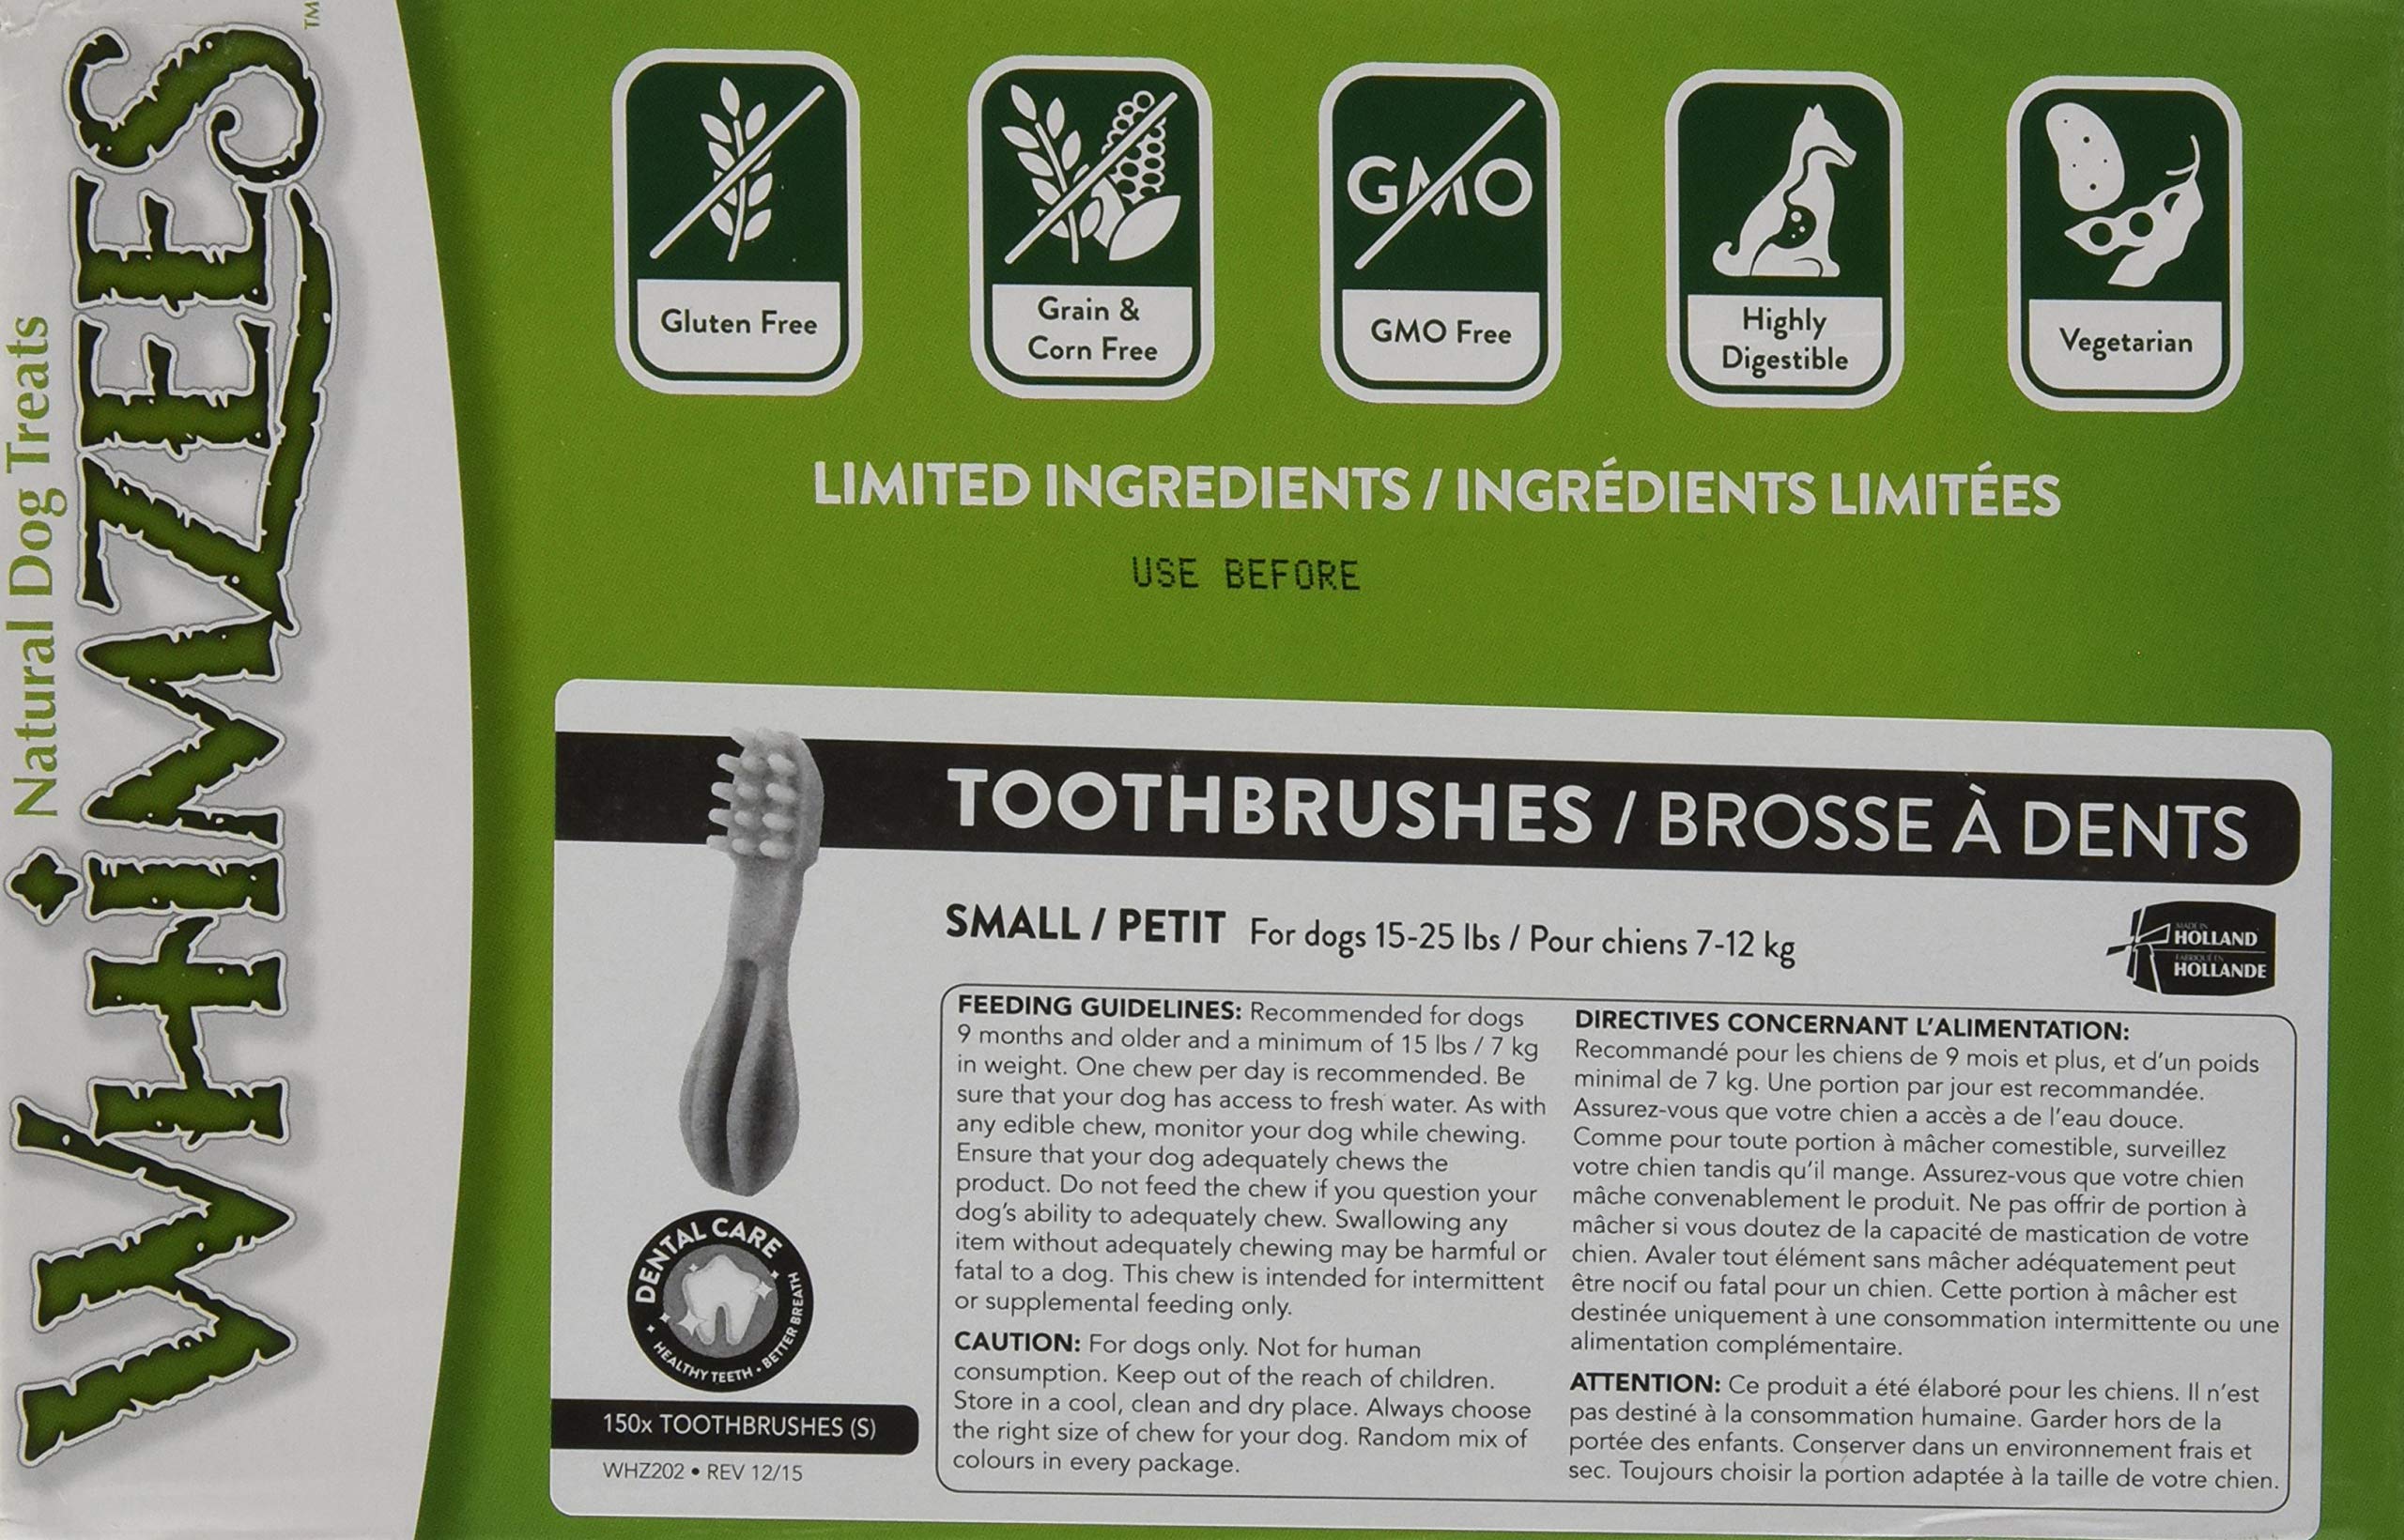 Natural Dog Treats
WHiMZEES
TM
Gluten Free
Grain &
Corn Free
GMO
GMO Free
Highly
Digestible
Vegetarian
LIMITED INGREDIENTS / INGRÉDIENTS LIMITÉES
USE BEFORE
TOOTHBRUSHES / BROSSE À DENTS
SMALL / PETIT For dogs 15-25 lbs / Pour chiens 7-12 kg
MADE IN
HOLLAND
FABRIQUÉ EN
HOLLANDE
FEEDING GUIDELINES: Recommended for dogs
9 months and older and a minimum of 15 lbs / 7 kg
in weight. One chew per day is recommended. Be
sure that your dog has access to fresh water. As with
any edible chew, monitor your dog while chewing.
Ensure that your dog adequately chews the
product. Do not feed the chew if you question your
dog's ability to adequately chew. Swallowing any
item without adequately chewing may be harmful or
fatal to a dog. This chew is intended for intermittent
or supplemental feeding only.
CAUTION: For dogs only. Not for human
consumption. Keep out of the reach of children.
Store in a cool, clean and dry place. Always choose
the right size of chew for your dog. Random mix of
colours in every package.
DIRECTIVES CONCERNANT L'ALIMENTATION:
Recommandé pour les chiens de 9 mois et plus, et d'un poids
minimal de 7 kg. Une portion par jour est recommandée.
Assurez-vous que votre chien a accès a de l'eau douce.
Comme pour toute portion à mâcher comestible, surveillez
votre chien tandis qu'il mange. Assurez-vous que votre chien
mâche convenablement le produit. Ne pas offrir de portion à
mâcher si vous doutez de la capacité de mastication de votre
chien. Avaler tout élément sans mâcher adéquatement peut
être nocif ou fatal pour un chien. Cette portion à mâcher est
destinée uniquement à une consommation intermittente ou une
alimentation complémentaire.
ATTENTION: Ce produit a été élaboré pour les chiens. Il n'est
pas destiné à la consommation humaine. Garder hors de la
portée des enfants. Conserver dans un environnement frais et
sec. Toujours choisir la portion adaptée à la taille de votre chien.
DENTAL CARE
• HEALTHY TEETH • BETTER BREATH
150x TOOTHBRUSHES (S)
WHZ202 • REV 12/15